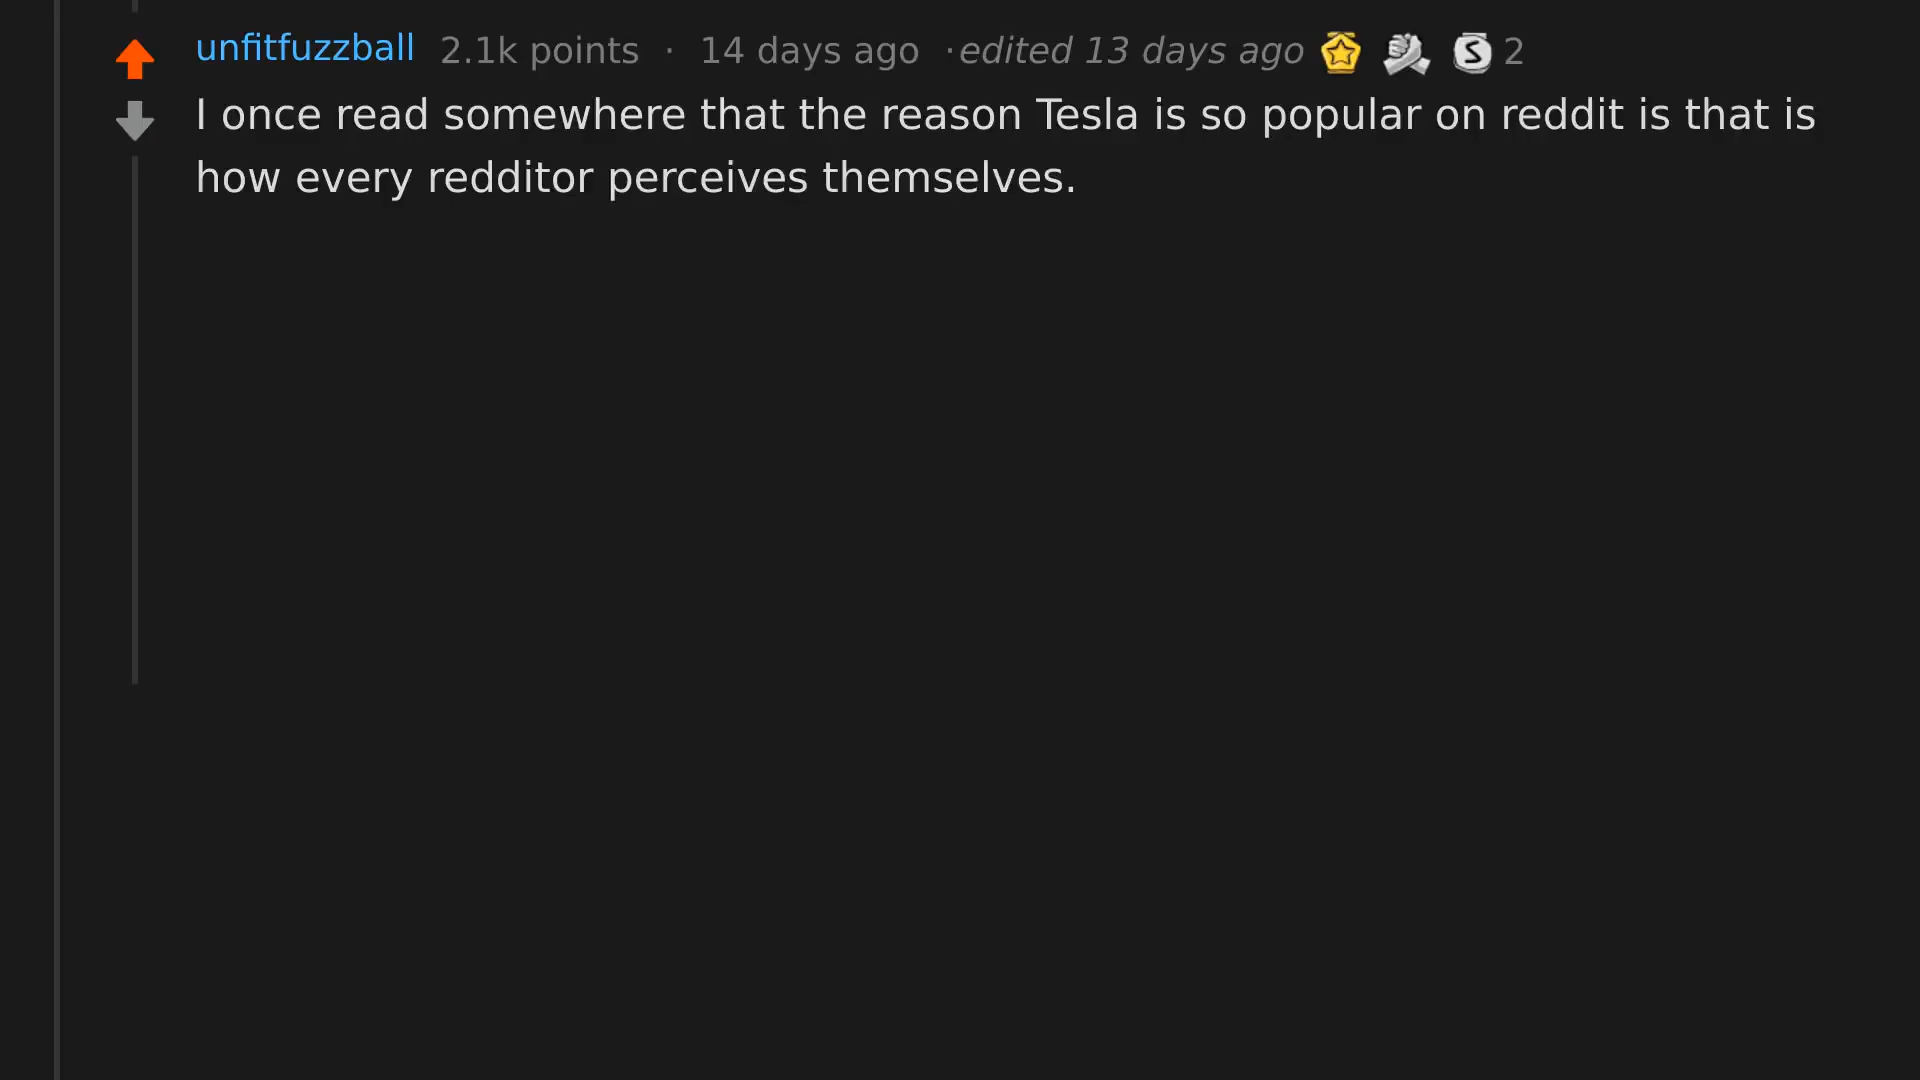 unfitfuzzball 2.1k points · 14 days ago ·edited 13 days ago S 2
I once read somewhere that the reason Tesla is so popular on reddit is that is
how every redditor perceives themselves.